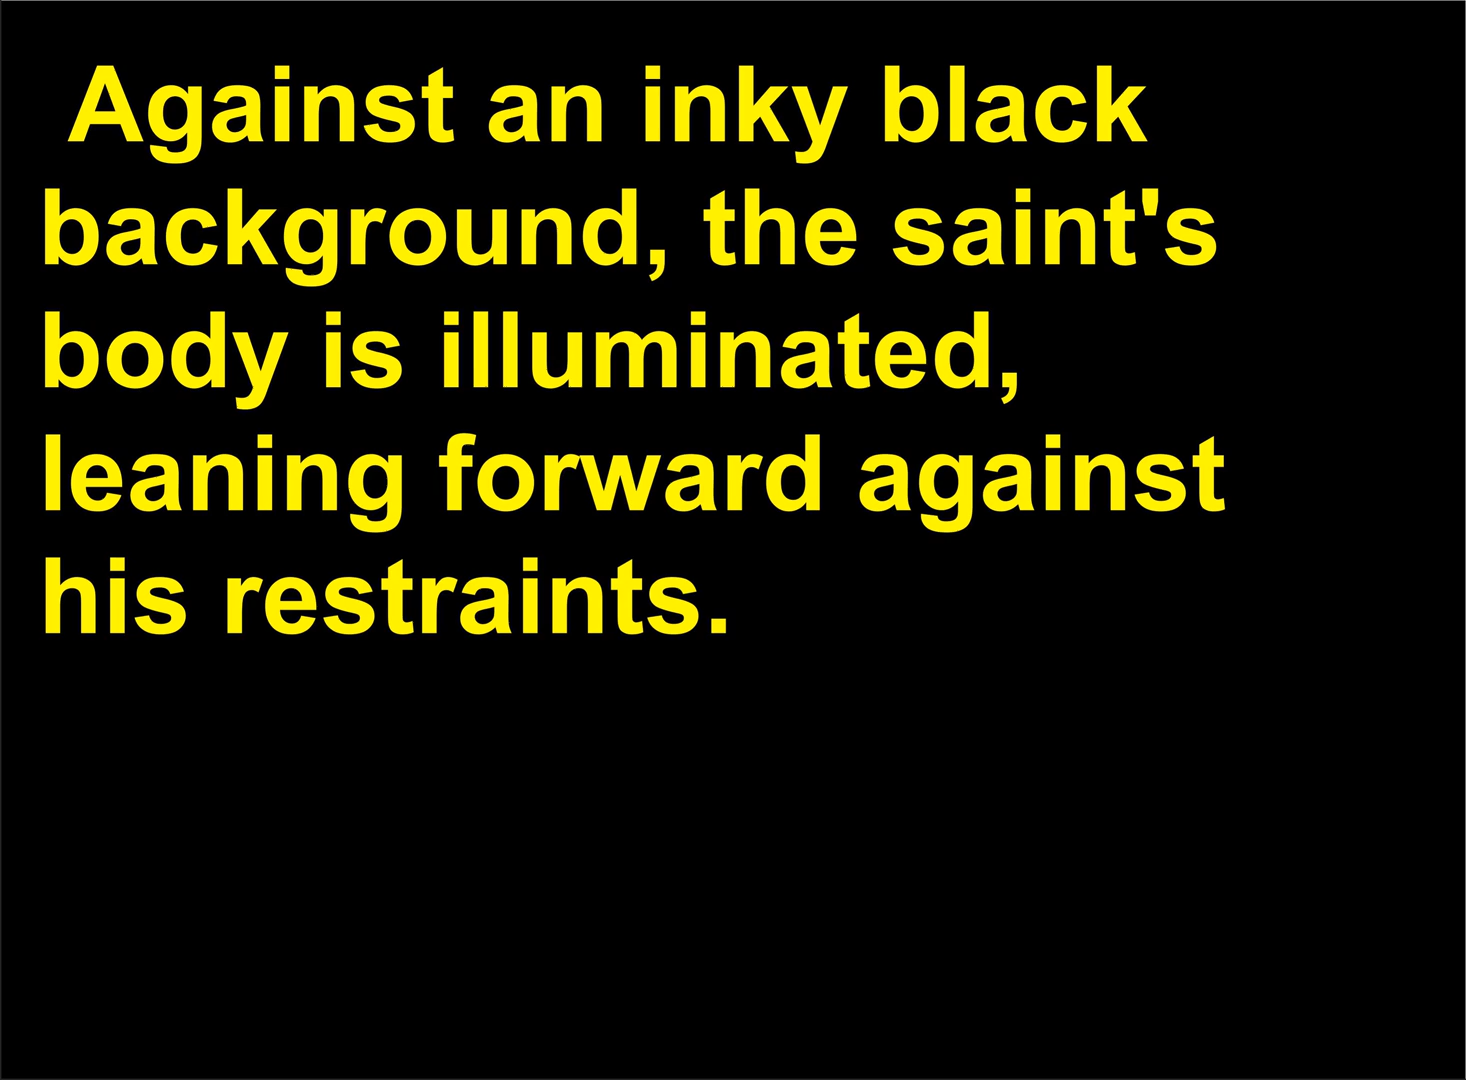 Against an inky black
background, the saint's
body is illuminated,
leaning forward against
his restraints.